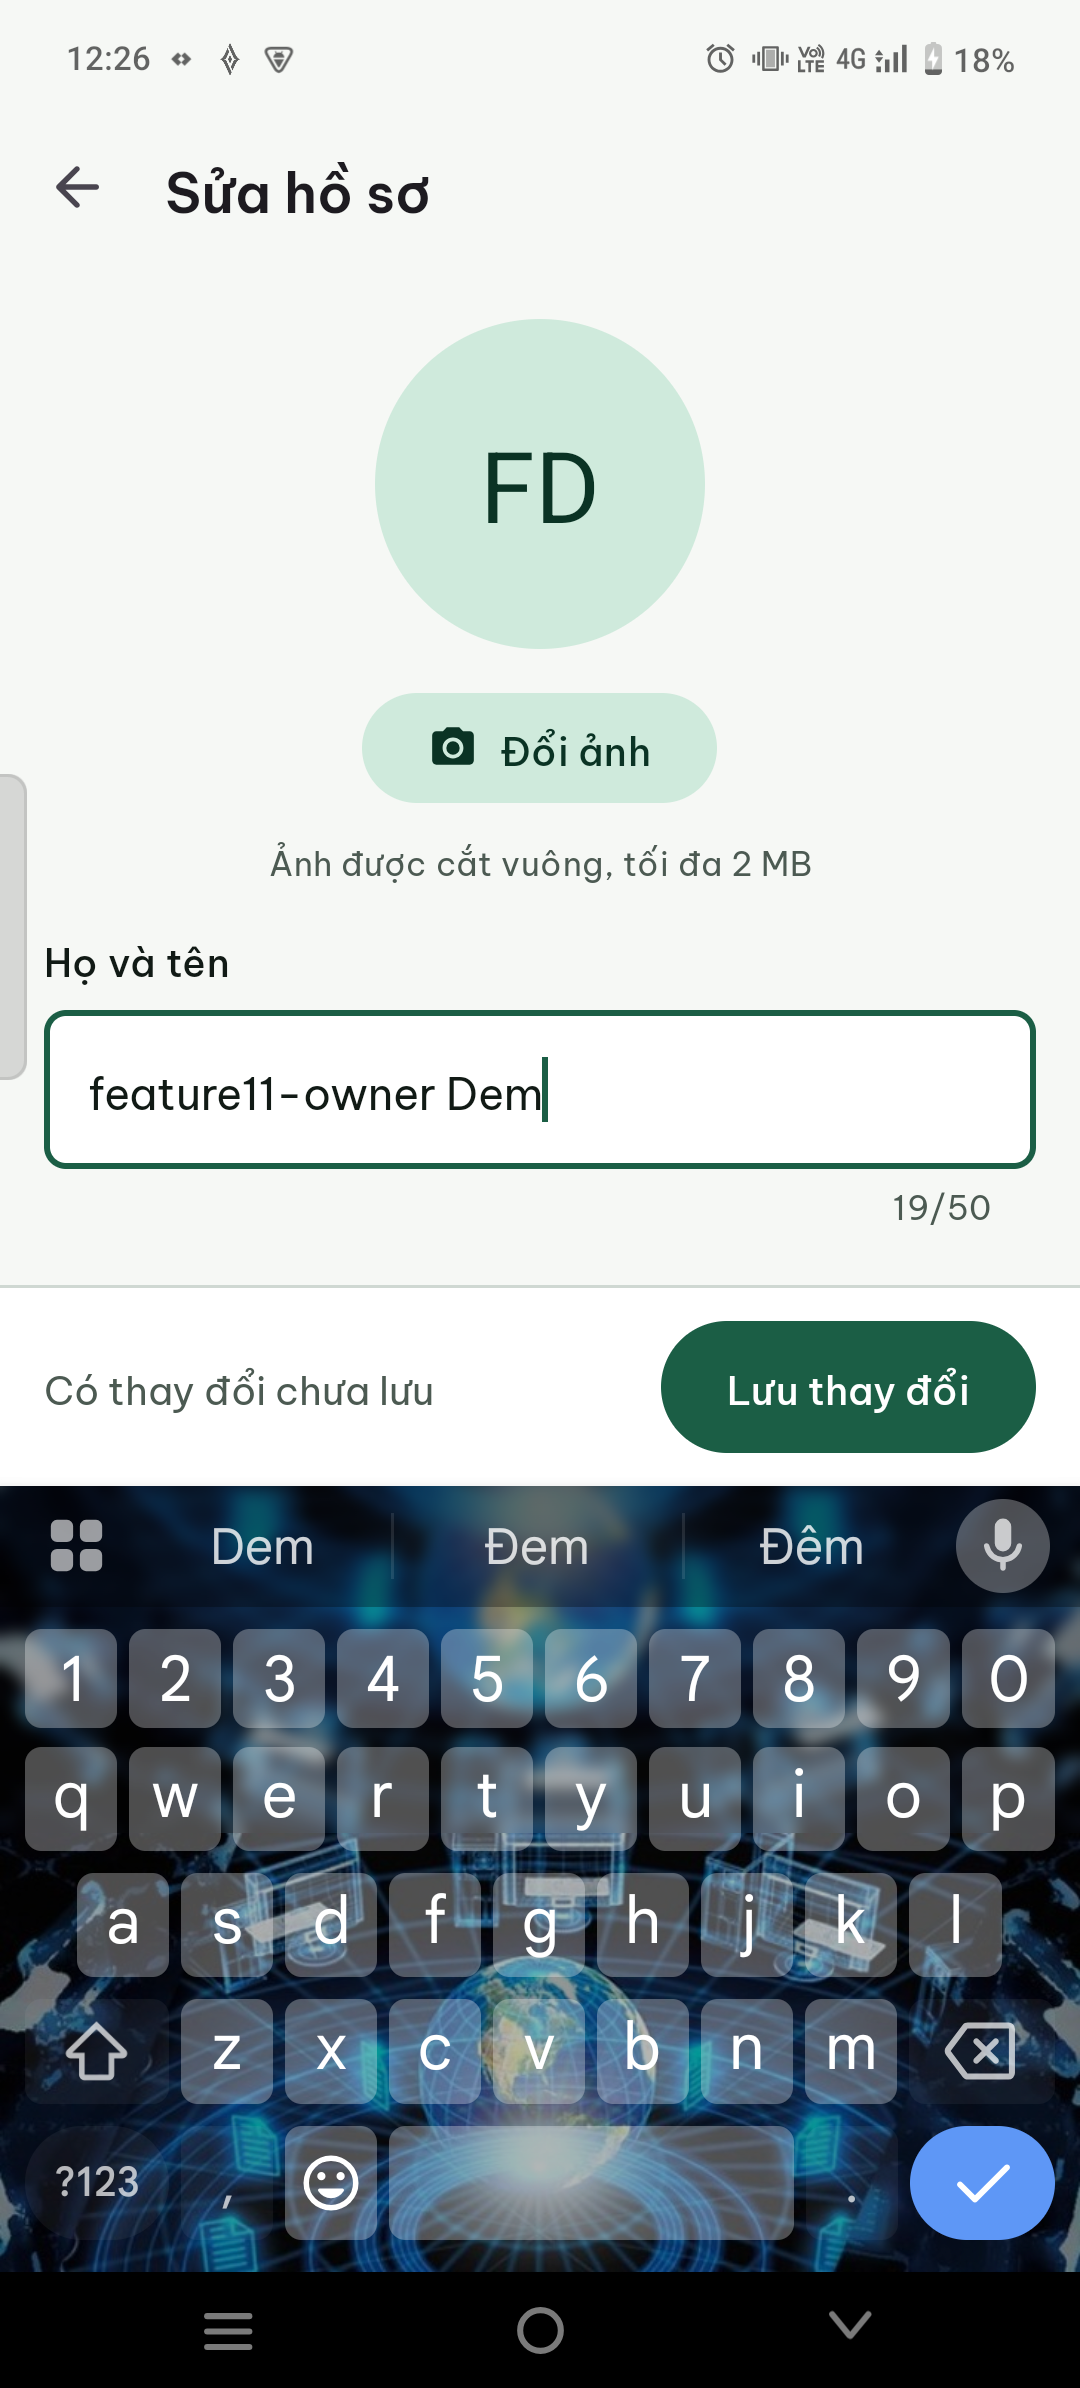 12:26 VoLTE 4G 18%
Sửa hồ sơ
FD
Đổi ảnh
Ảnh được cắt vuông, tối đa 2 MB
Họ và tên
feature11-owner Dem
19/50
Có thay đổi chưa lưu
Lưu thay đổi
Dem Đem Đêm
1 2 3 4 5 6 7 8 9 0
q w e r t y u i o p
a s d f g h j k l
z x c v b n m
?123 , .